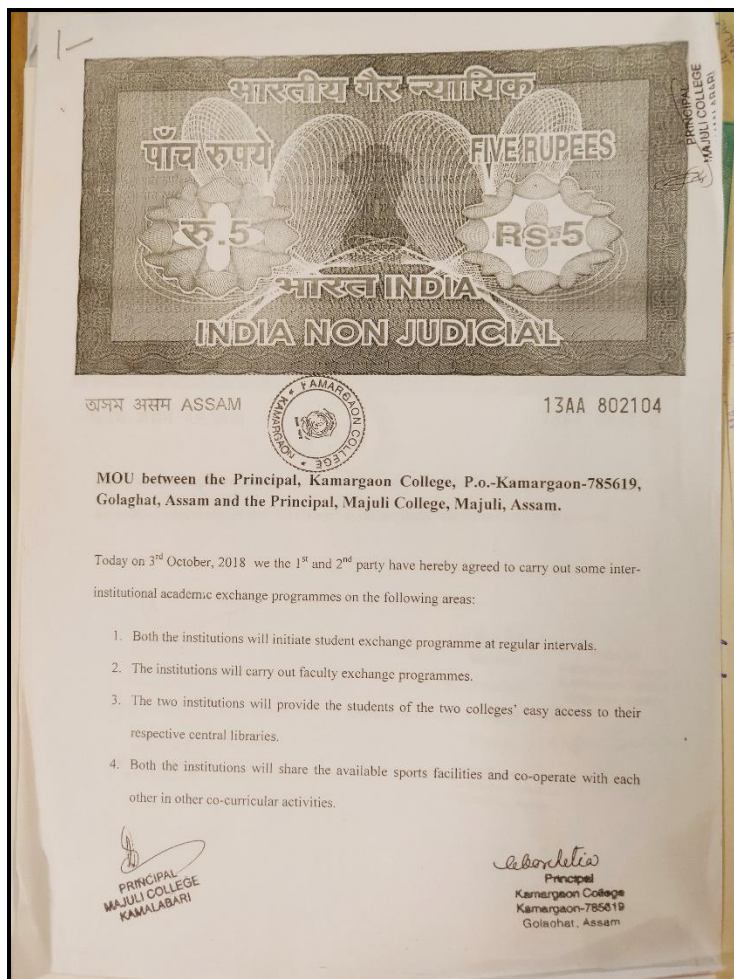 1-
भारतीय गैर न्यायिक
पाँच रुपये
FIVE RUPEES
रु.5
Rs.5
भारत INDIA
INDIA NON JUDICIAL
PRINCIPAL
MAJULI COLLEGE
অসম असम ASSAM
KAMARGAON COLLEGE
KAMARGAON
13AA 802104
MOU between the Principal, Kamargaon College, P.o.-Kamargaon-785619,
Golaghat, Assam and the Principal, Majuli College, Majuli, Assam.
Today on 3rd October, 2018 we the 1st and 2nd party have hereby agreed to carry out some inter-
institutional academic exchange programmes on the following areas:
1. Both the institutions will initiate student exchange programme at regular intervals.
2. The institutions will carry out faculty exchange programmes.
3. The two institutions will provide the students of the two colleges' easy access to their
respective central libraries.
4. Both the institutions will share the available sports facilities and co-operate with each
other in other co-curricular activities.
PRINCIPAL
MAJULI COLLEGE
KAMALABARI
Principal
Kamargaon College
Kamargaon-785619
Golaghat, Assam